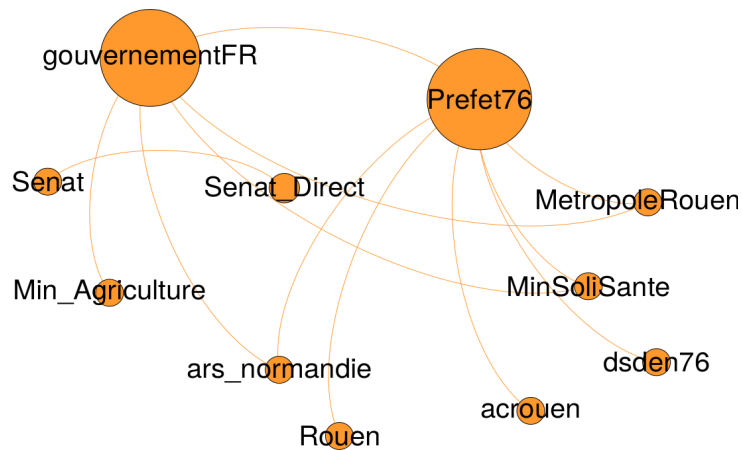 gouvernementFR
Prefet76
Senat
Senat_Direct
MetropoleRouen
Min_Agriculture
MinSoliSante
ars_normandie
dsden76
acrouen
Rouen